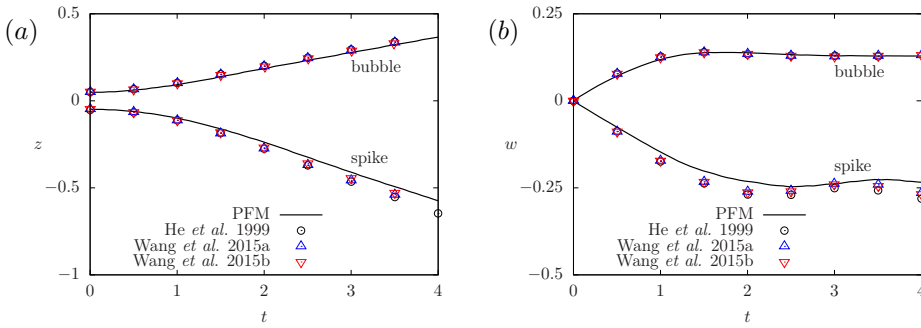 (a)
0.5
0
−0.5
−1
z
bubble
spike
PFM
He et al. 1999
Wang et al. 2015a
Wang et al. 2015b
0 1 2 3 4
t
(b)
0.25
0
−0.25
−0.5
w
bubble
spike
PFM
He et al. 1999
Wang et al. 2015a
Wang et al. 2015b
0 1 2 3 4
t